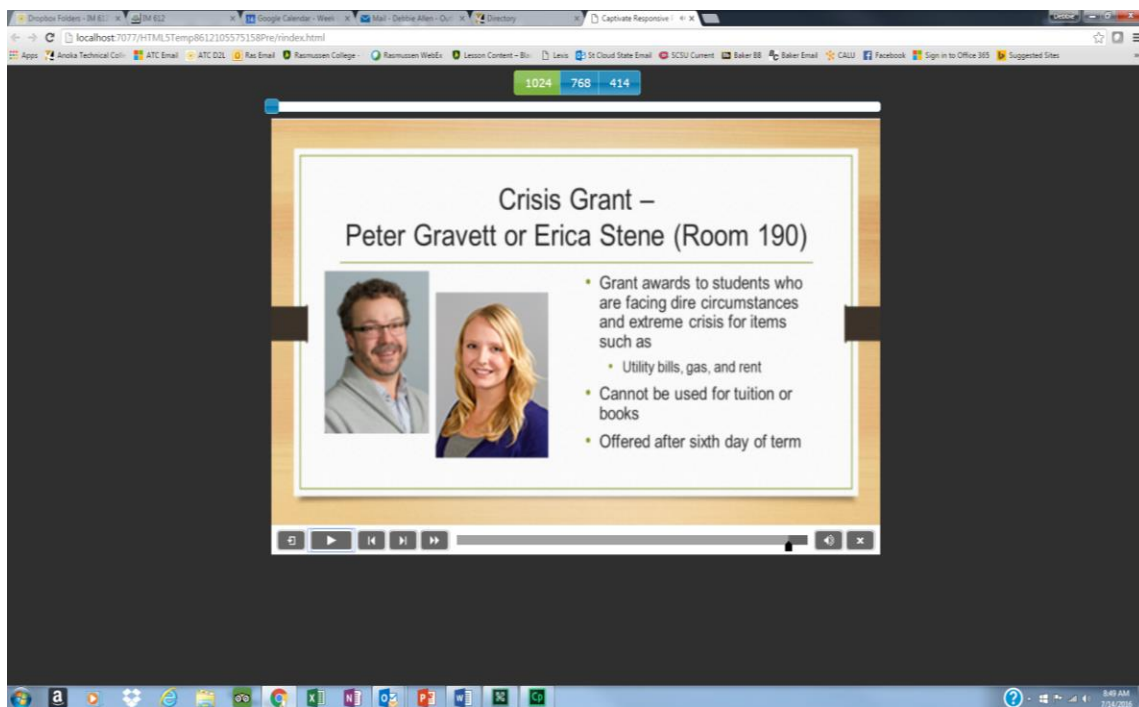 Dropbox Folders - IM 612
IM 612
Google Calendar - Week
Mail - Debbie Allen - Out
Directory
Captivate Responsive
Debbie
localhost:7077/HTML5Temp8612105575158Pre/rindex.html
Apps Anoka Technical Coll ATC Email ATC D2L Ras Email Rasmussen College - Rasmussen WebEx Lesson Content – Bl Lexis St Cloud State Email SCSU Current Baker BB Baker Email CALU Facebook Sign in to Office 365 Suggested Sites
1024 768 414
Crisis Grant –
Peter Gravett or Erica Stene (Room 190)
• Grant awards to students who
are facing dire circumstances
and extreme crisis for items
such as
• Utility bills, gas, and rent
• Cannot be used for tuition or
books
• Offered after sixth day of term
8:49 AM
7/14/2016